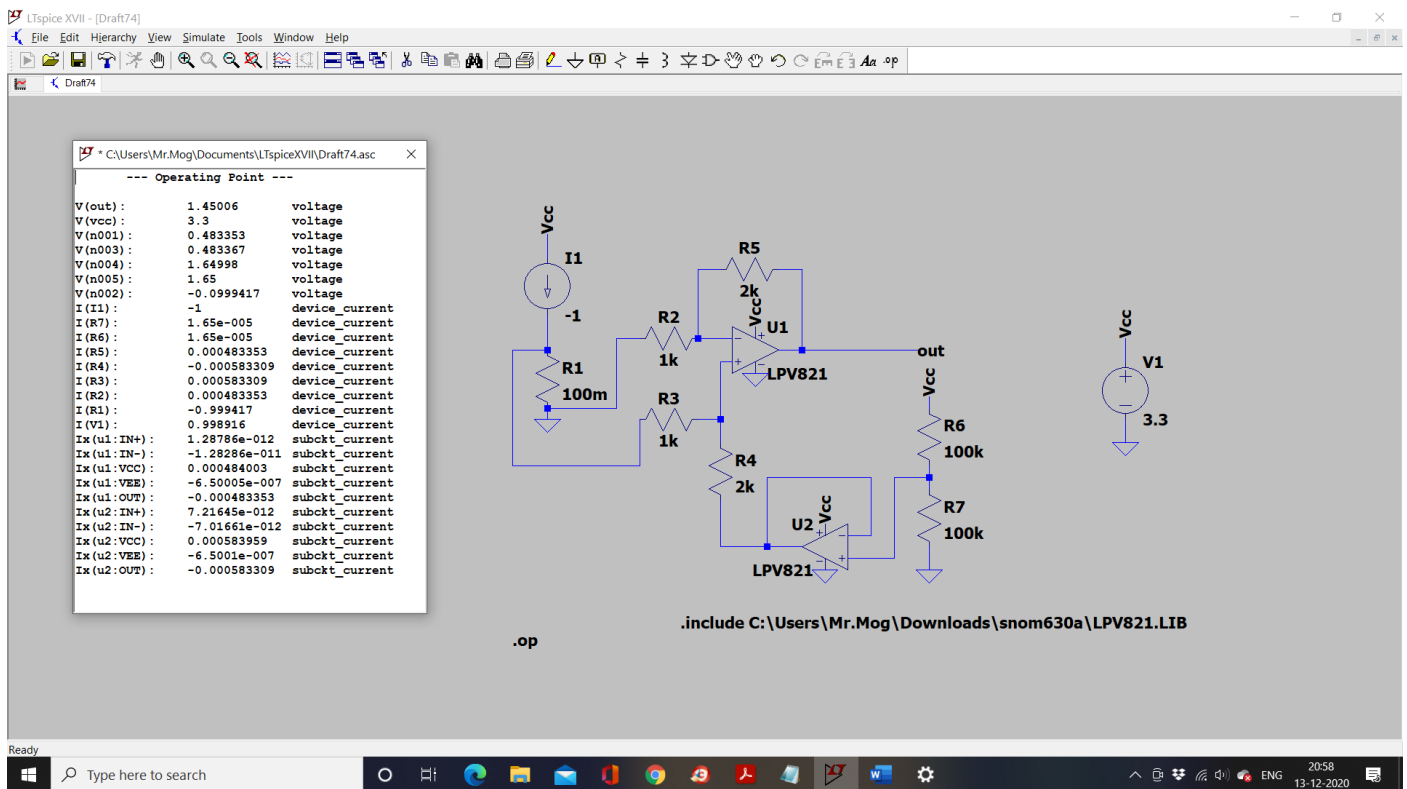 LTspice XVII - [Draft74]
File Edit Hierarchy View Simulate Tools Window Help
Aa .op
Draft74
* C:\Users\Mr.Mog\Documents\LTspiceXVII\Draft74.asc
--- Operating Point ---
V(out): 1.45006 voltage
V(vcc): 3.3 voltage
V(n001): 0.483353 voltage
V(n003): 0.483367 voltage
V(n004): 1.64998 voltage
V(n005): 1.65 voltage
V(n002): -0.0999417 voltage
I(I1): -1 device_current
I(R7): 1.65e-005 device_current
I(R6): 1.65e-005 device_current
I(R5): 0.000483353 device_current
I(R4): -0.000583309 device_current
I(R3): 0.000583309 device_current
I(R2): 0.000483353 device_current
I(R1): -0.999417 device_current
I(V1): 0.998916 device_current
Ix(u1:IN+): 1.28786e-012 subckt_current
Ix(u1:IN-): -1.28286e-011 subckt_current
Ix(u1:VCC): 0.000484003 subckt_current
Ix(u1:VEE): -6.50005e-007 subckt_current
Ix(u1:OUT): -0.000483353 subckt_current
Ix(u2:IN+): 7.21645e-012 subckt_current
Ix(u2:IN-): -7.01661e-012 subckt_current
Ix(u2:VCC): 0.000583959 subckt_current
Ix(u2:VEE): -6.5001e-007 subckt_current
Ix(u2:OUT): -0.000583309 subckt_current
Vcc
I1
-1
R1
100m
R2
1k
R3
1k
R5
2k
Vcc
U1
LPV821
out
R4
2k
Vcc
U2
LPV821
Vcc
R6
100k
R7
100k
Vcc
V1
3.3
.include C:\Users\Mr.Mog\Downloads\snom630a\LPV821.LIB
.op
Ready
Type here to search
ENG
20:58
13-12-2020